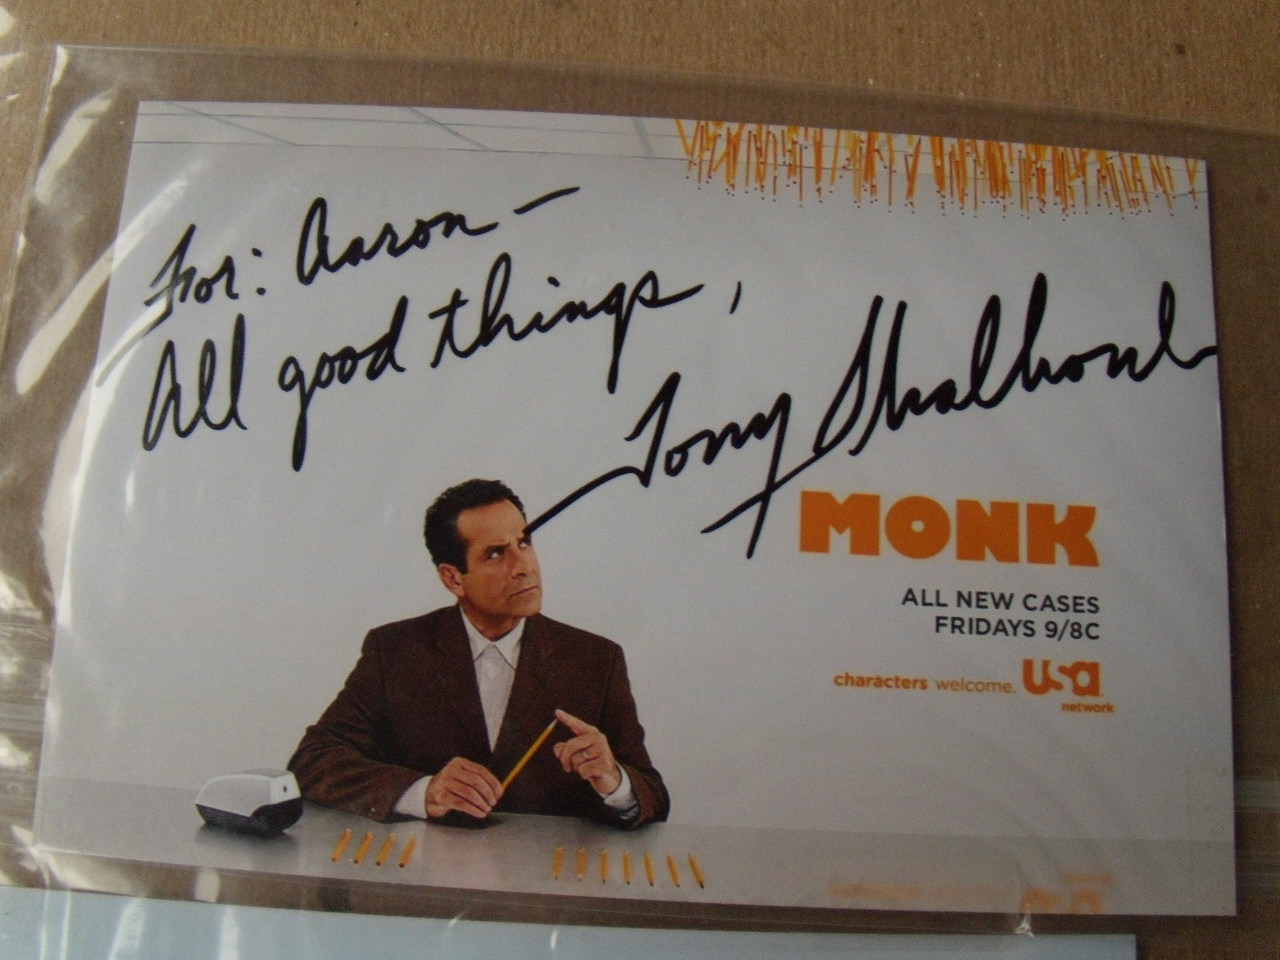 For: Aaron -
All good things,
Tony Shalhoub
MONK
ALL NEW CASES
FRIDAYS 9/8C
characters welcome. USA
network